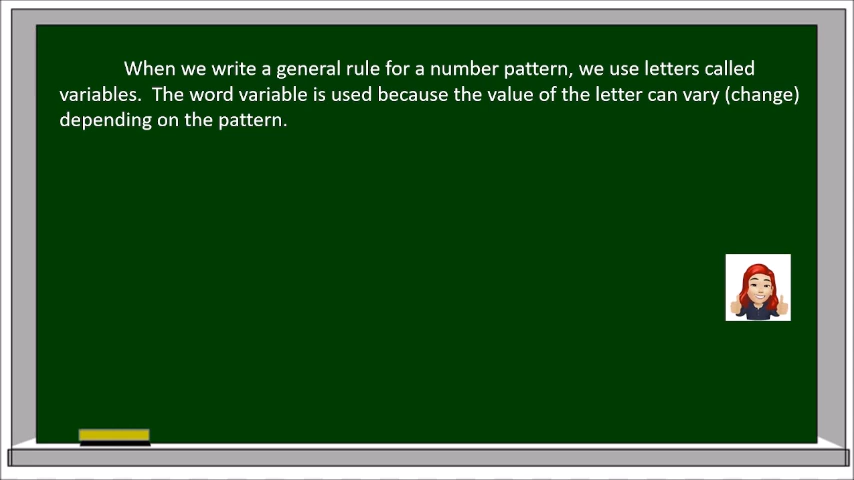 When we write a general rule for a number pattern, we use letters called
variables.  The word variable is used because the value of the letter can vary (change)
depending on the pattern.